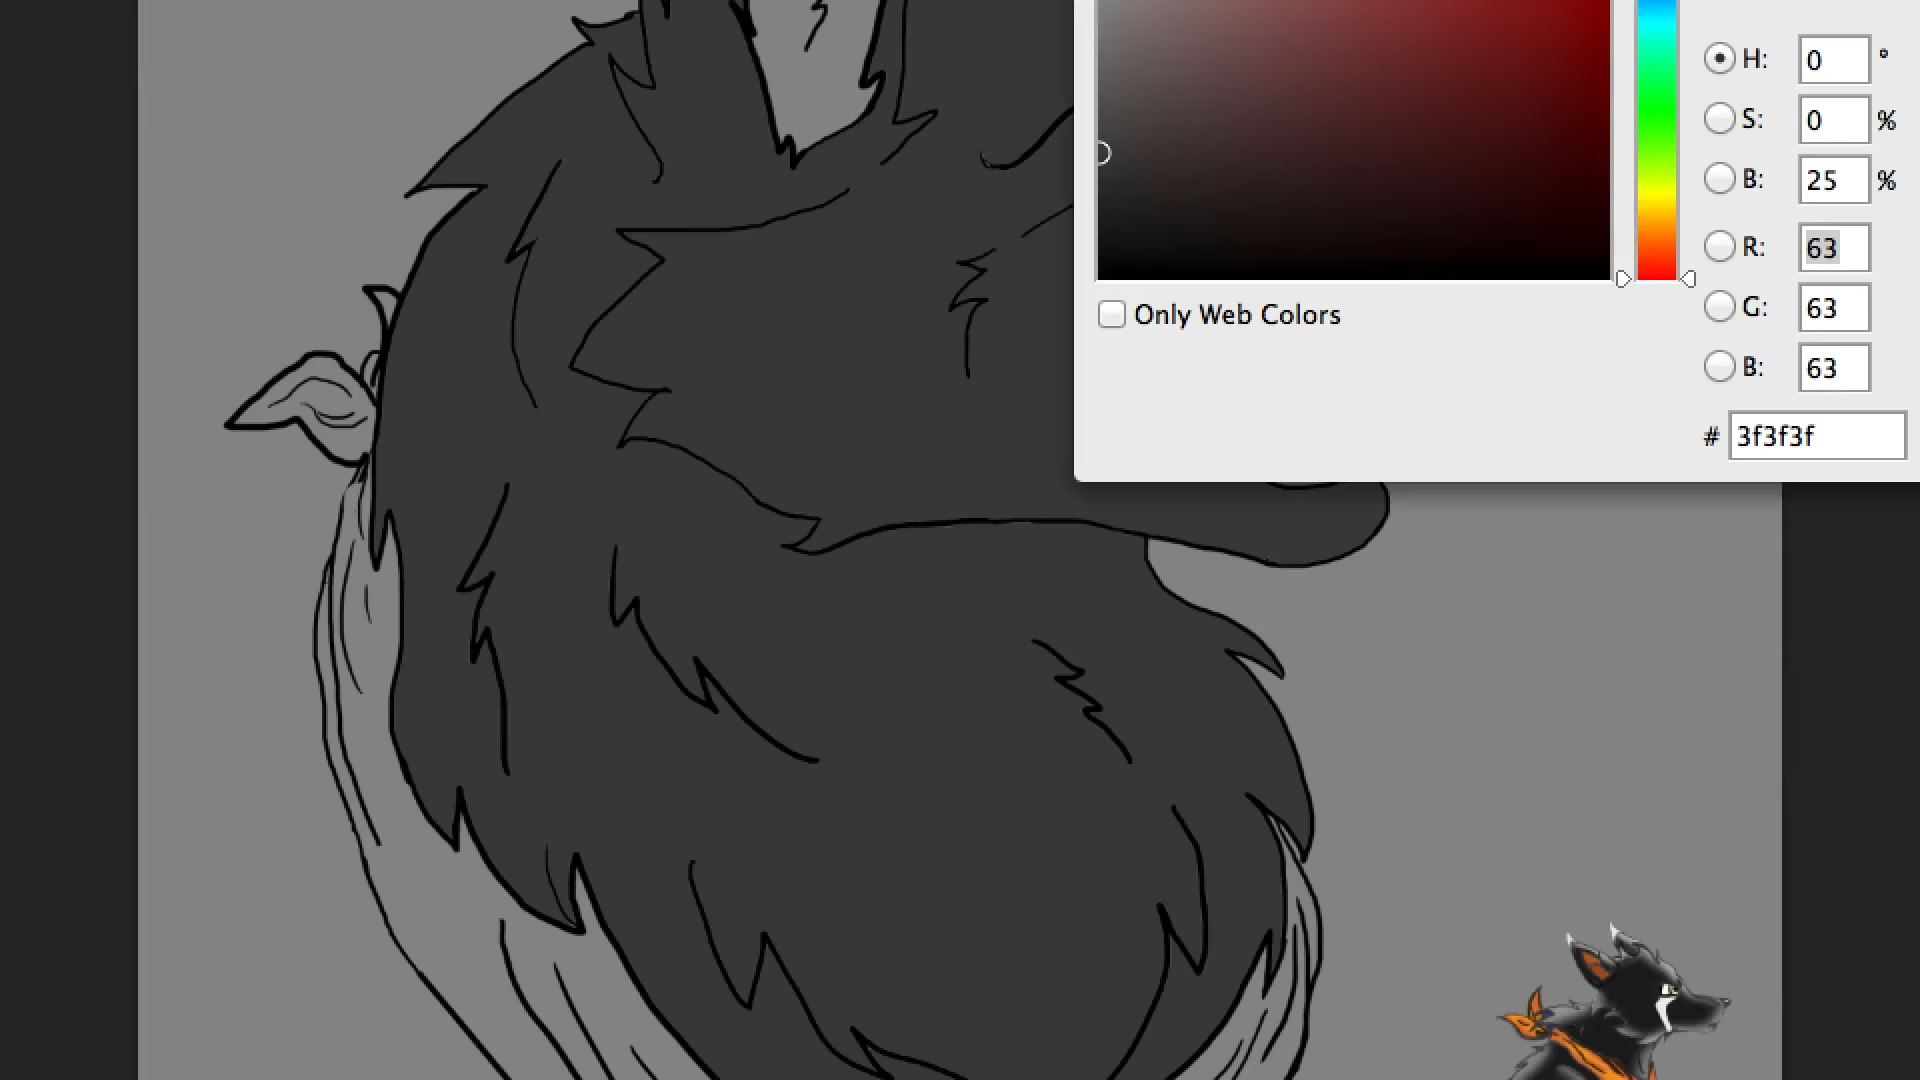 H: 0 °
S: 0 %
B: 25 %
R: 63
G: 63
B: 63
Only Web Colors
# 3f3f3f